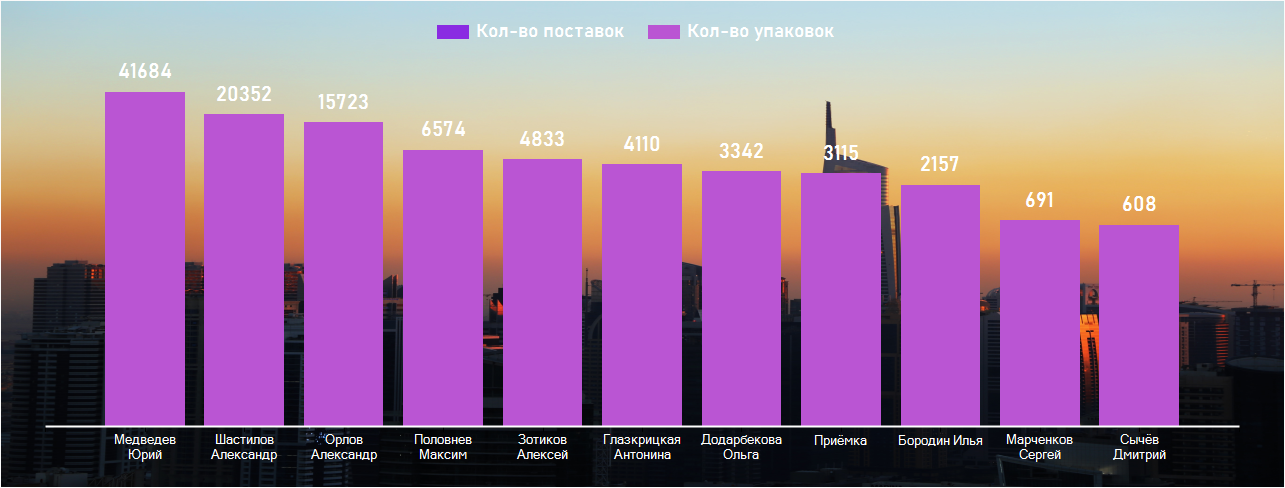 Кол-во поставок Кол-во упаковок
41684 20352 15723 6574 4833 4110 3342 3115 2157 691 608
Медведев Шастилов Орлов Половнев Зотиков Глазкрицкая Додарбекова Приёмка Бородин Илья Марченков Сычёв
Юрий Александр Александр Максим Алексей Антонина Ольга Сергей Дмитрий